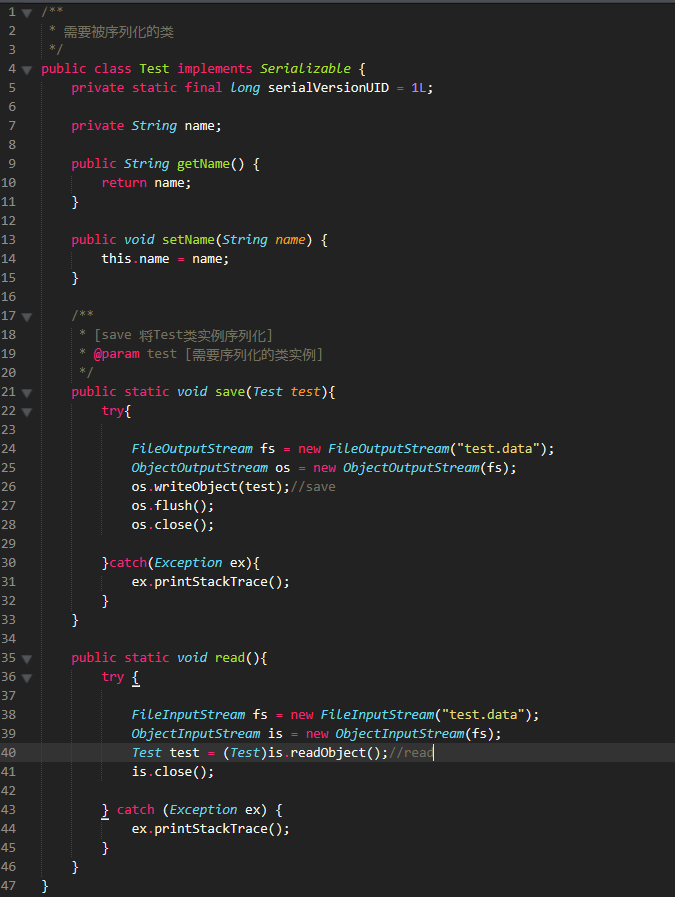 1 /**
2 * 需要被序列化的类
3 */
4 public class Test implements Serializable {
5 private static final long serialVersionUID = 1L;
6
7 private String name;
8
9 public String getName() {
10 return name;
11 }
12
13 public void setName(String name) {
14 this.name = name;
15 }
16
17 /**
18 * [save 将Test类实例序列化]
19 * @param test [需要序列化的类实例]
20 */
21 public static void save(Test test){
22 try{
23
24 FileOutputStream fs = new FileOutputStream("test.data");
25 ObjectOutputStream os = new ObjectOutputStream(fs);
26 os.writeObject(test);//save
27 os.flush();
28 os.close();
29
30 }catch(Exception ex){
31 ex.printStackTrace();
32 }
33 }
34
35 public static void read(){
36 try {
37
38 FileInputStream fs = new FileInputStream("test.data");
39 ObjectInputStream is = new ObjectInputStream(fs);
40 Test test = (Test)is.readObject();//read
41 is.close();
42
43 } catch (Exception ex) {
44 ex.printStackTrace();
45 }
46 }
47 }